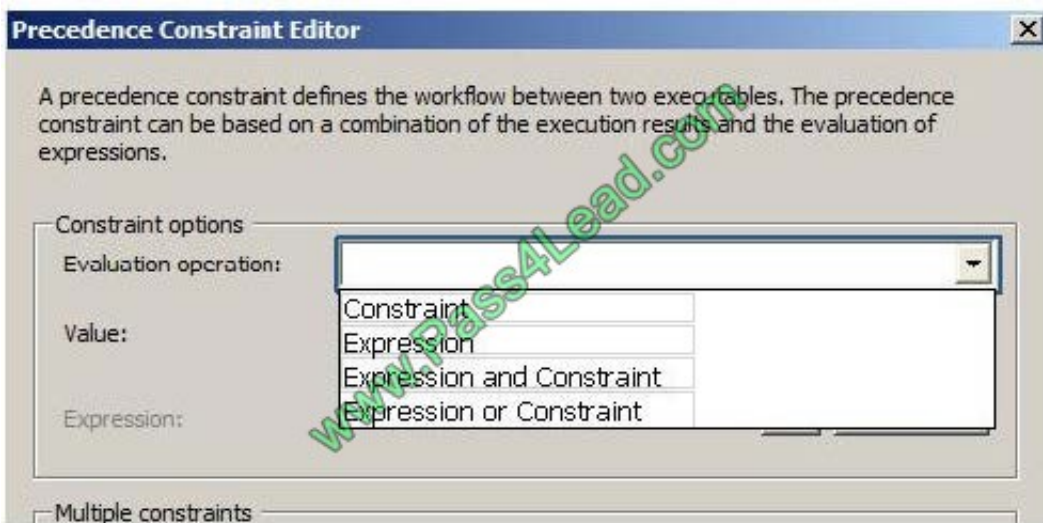 Precedence Constraint Editor
A precedence constraint defines the workflow between two executables. The precedence
constraint can be based on a combination of the execution results and the evaluation of
expressions.
Constraint options
Evaluation operation:
Constraint
Value:
Expression
Expression and Constraint
Expression:
Expression or Constraint
Multiple constraints
www.Pass4Lead.com